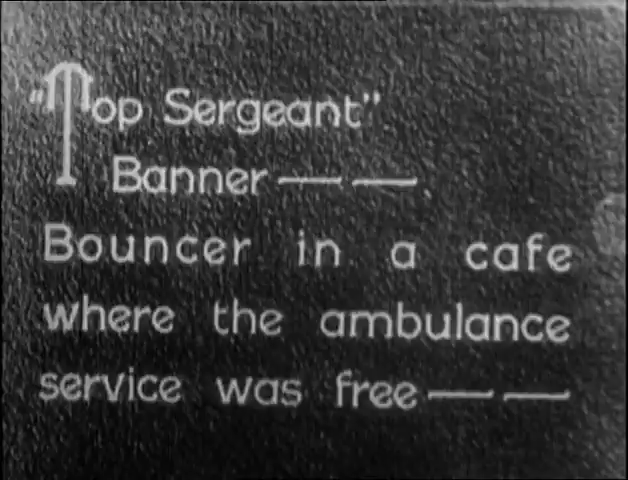 "Top Sergeant"
Banner — —
Bouncer in a cafe
where the ambulance
service was free — —